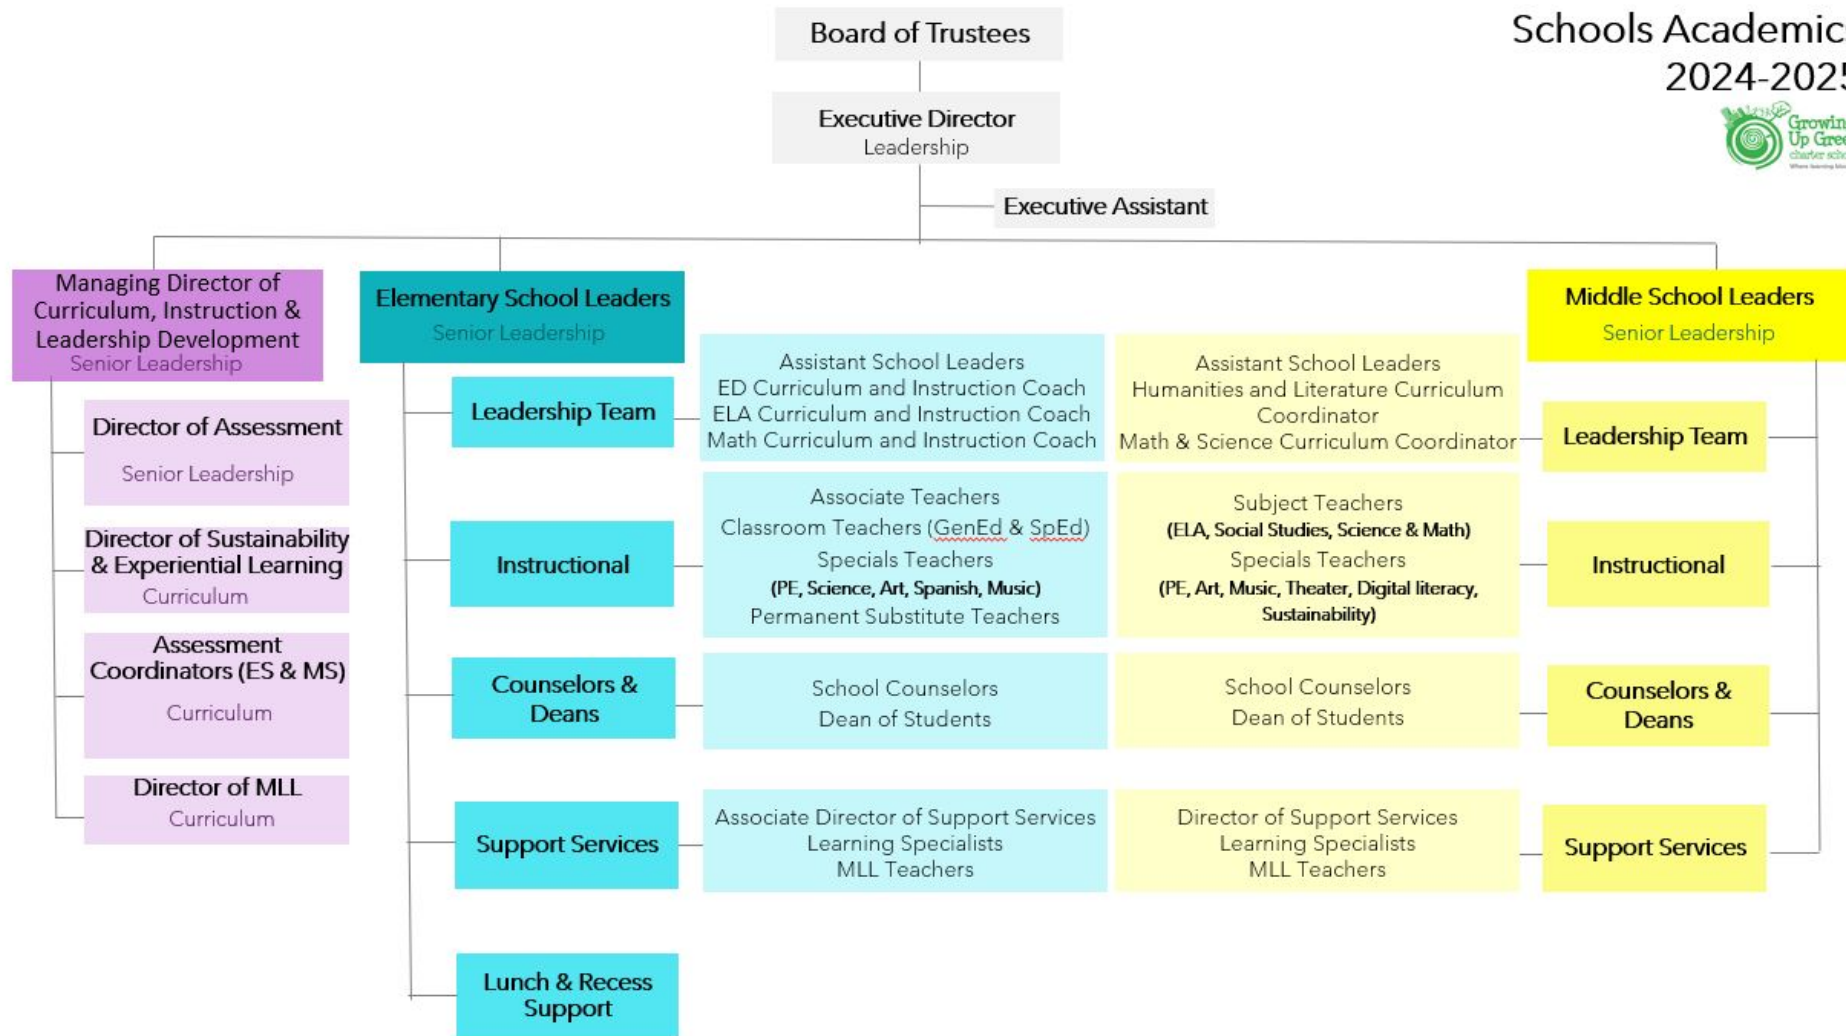 Board of Trustees
Schools Academic
2024-2025
Growin
Up Gree
charter scho
Executive Director
Leadership
Executive Assistant
Managing Director of
Curriculum, Instruction &
Leadership Development
Senior Leadership
Director of Assessment
Senior Leadership
Director of Sustainability
& Experiential Learning
Curriculum
Assessment
Coordinators (ES & MS)
Curriculum
Director of MLL
Curriculum
Elementary School Leaders
Senior Leadership
Leadership Team
Assistant School Leaders
ED Curriculum and Instruction Coach
ELA Curriculum and Instruction Coach
Math Curriculum and Instruction Coach
Instructional
Associate Teachers
Classroom Teachers (GenEd & SpEd)
Specials Teachers
(PE, Science, Art, Spanish, Music)
Permanent Substitute Teachers
Counselors &
Deans
School Counselors
Dean of Students
Support Services
Associate Director of Support Services
Learning Specialists
MLL Teachers
Lunch & Recess
Support
Middle School Leaders
Senior Leadership
Assistant School Leaders
Humanities and Literature Curriculum
Coordinator
Math & Science Curriculum Coordinator
Leadership Team
Subject Teachers
(ELA, Social Studies, Science & Math)
Specials Teachers
(PE, Art, Music, Theater, Digital literacy,
Sustainability)
Instructional
School Counselors
Dean of Students
Counselors &
Deans
Director of Support Services
Learning Specialists
MLL Teachers
Support Services